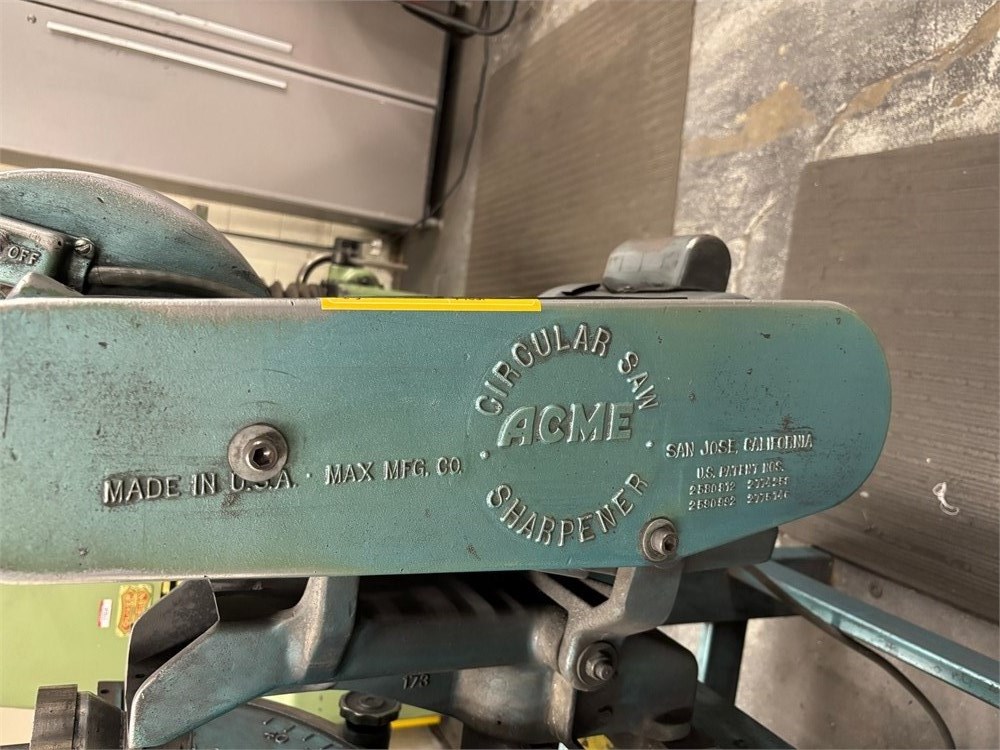 OFF
CIRCULAR SAW
ACME
SHARPENER
MADE IN U.S.A. · MAX MFG. CO.
SAN JOSE, CALIFORNIA
U.S. PATENT NOS.
173